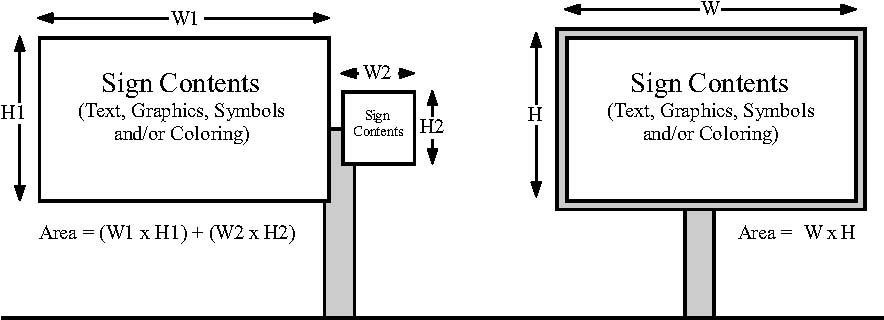 W1
H1
Sign Contents
(Text, Graphics, Symbols
and/or Coloring)
W2
Sign
Contents
H2
Area = (W1 x H1) + (W2 x H2)
W
H
Sign Contents
(Text, Graphics, Symbols
and/or Coloring)
Area = W x H